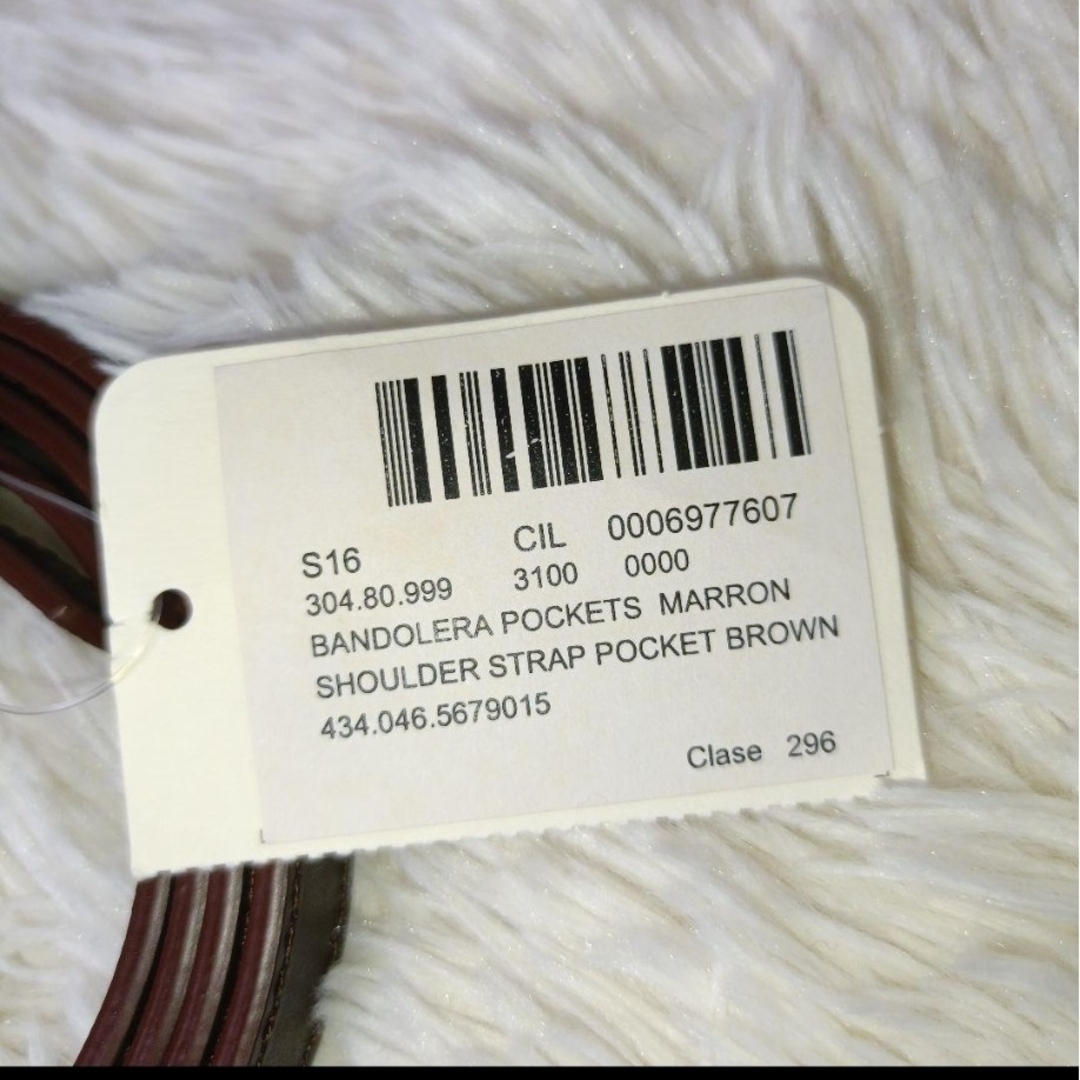 S16 CIL 0006977607
304.80.999 3100 0000
BANDOLERA POCKETS MARRON
SHOULDER STRAP POCKET BROWN
434.046.5679015
Clase 296